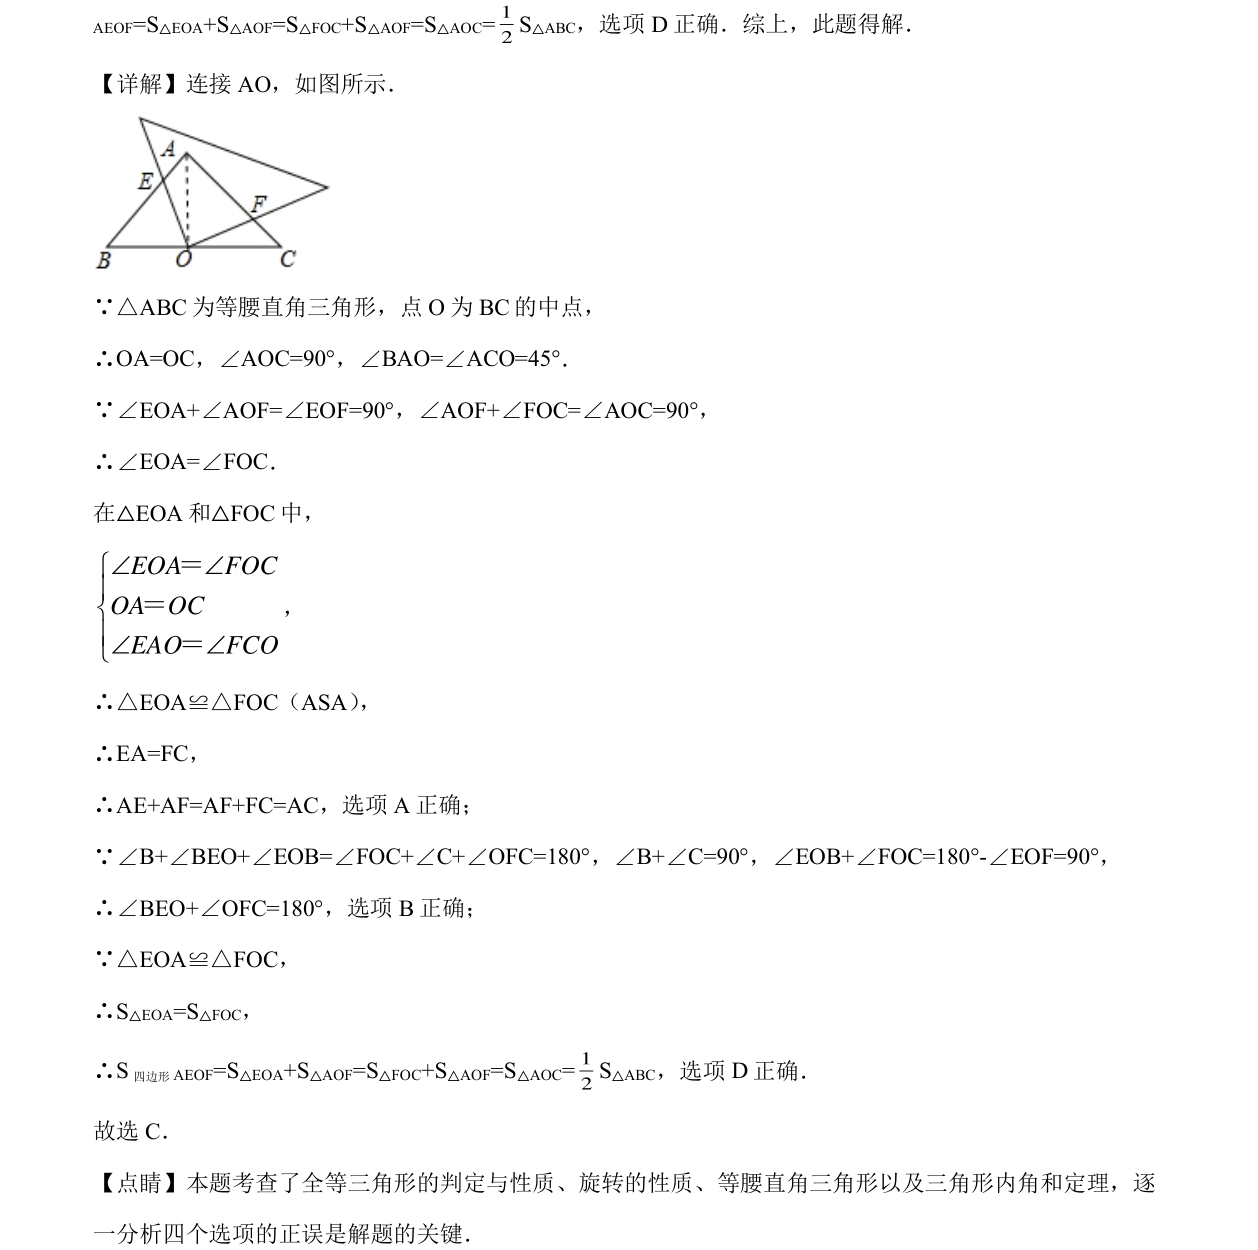 AEOF=S△EOA+S△AOF=S△FOC+S△AOF=S△AOC=1/2 S△ABC，选项 D 正确．综上，此题得解．
【详解】连接 AO，如图所示．
A
E
F
B
O
C
∵△ABC 为等腰直角三角形，点 O 为 BC 的中点，
∴OA=OC，∠AOC=90°，∠BAO=∠ACO=45°．
∵∠EOA+∠AOF=∠EOF=90°，∠AOF+∠FOC=∠AOC=90°，
∴∠EOA=∠FOC．
在△EOA 和△FOC 中，
∠EOA＝∠FOC
OA＝OC ，
∠EAO＝∠FCO
∴△EOA≌△FOC（ASA），
∴EA=FC，
∴AE+AF=AF+FC=AC，选项 A 正确；
∵∠B+∠BEO+∠EOB=∠FOC+∠C+∠OFC=180°，∠B+∠C=90°，∠EOB+∠FOC=180°-∠EOF=90°，
∴∠BEO+∠OFC=180°，选项 B 正确；
∵△EOA≌△FOC，
∴S△EOA=S△FOC，
∴S 四边形 AEOF=S△EOA+S△AOF=S△FOC+S△AOF=S△AOC=1/2 S△ABC，选项 D 正确．
故选 C．
【点睛】本题考查了全等三角形的判定与性质、旋转的性质、等腰直角三角形以及三角形内角和定理，逐
一分析四个选项的正误是解题的关键．